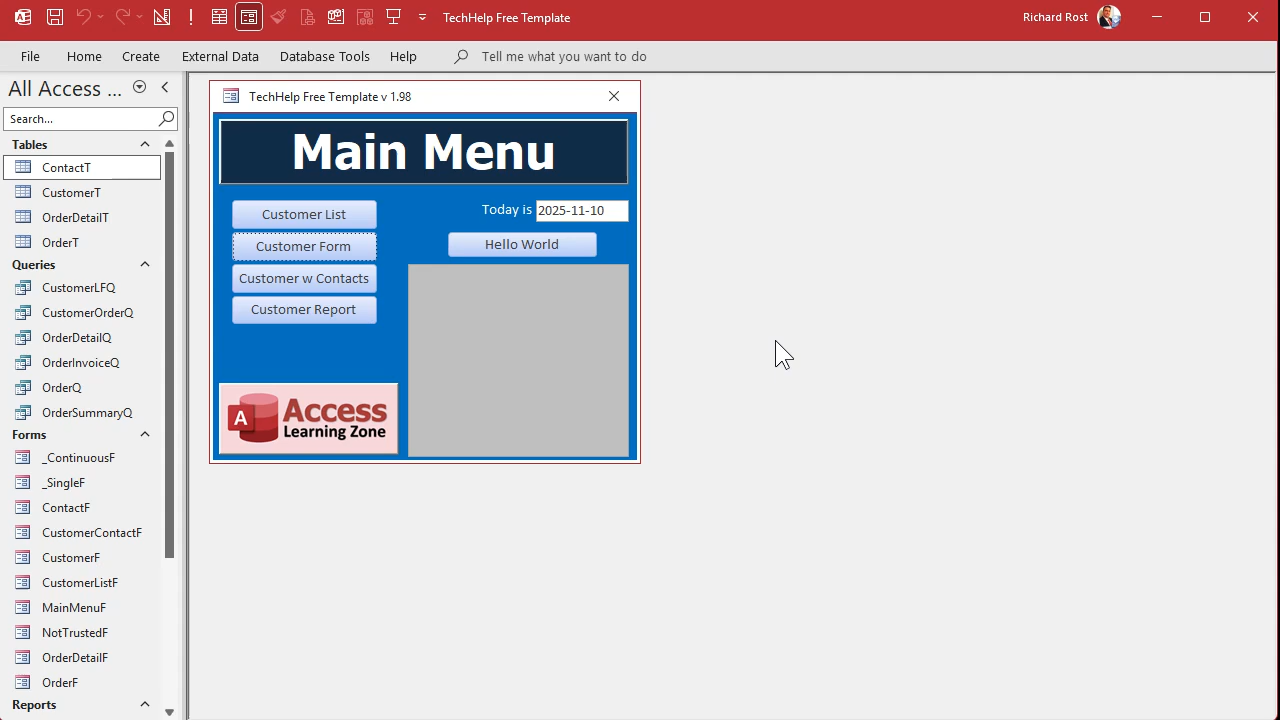 TechHelp Free Template
Richard Rost
File Home Create External Data Database Tools Help Tell me what you want to do
All Access ...
Search...
Tables
ContactT
CustomerT
OrderDetailT
OrderT
Queries
CustomerLFQ
CustomerOrderQ
OrderDetailQ
OrderInvoiceQ
OrderQ
OrderSummaryQ
Forms
_ContinuousF
_SingleF
ContactF
CustomerContactF
CustomerF
CustomerListF
MainMenuF
NotTrustedF
OrderDetailF
OrderF
Reports
TechHelp Free Template v 1.98
Main Menu
Customer List
Customer Form
Customer w Contacts
Customer Report
Today is 2025-11-10
Hello World
A Access
Learning Zone